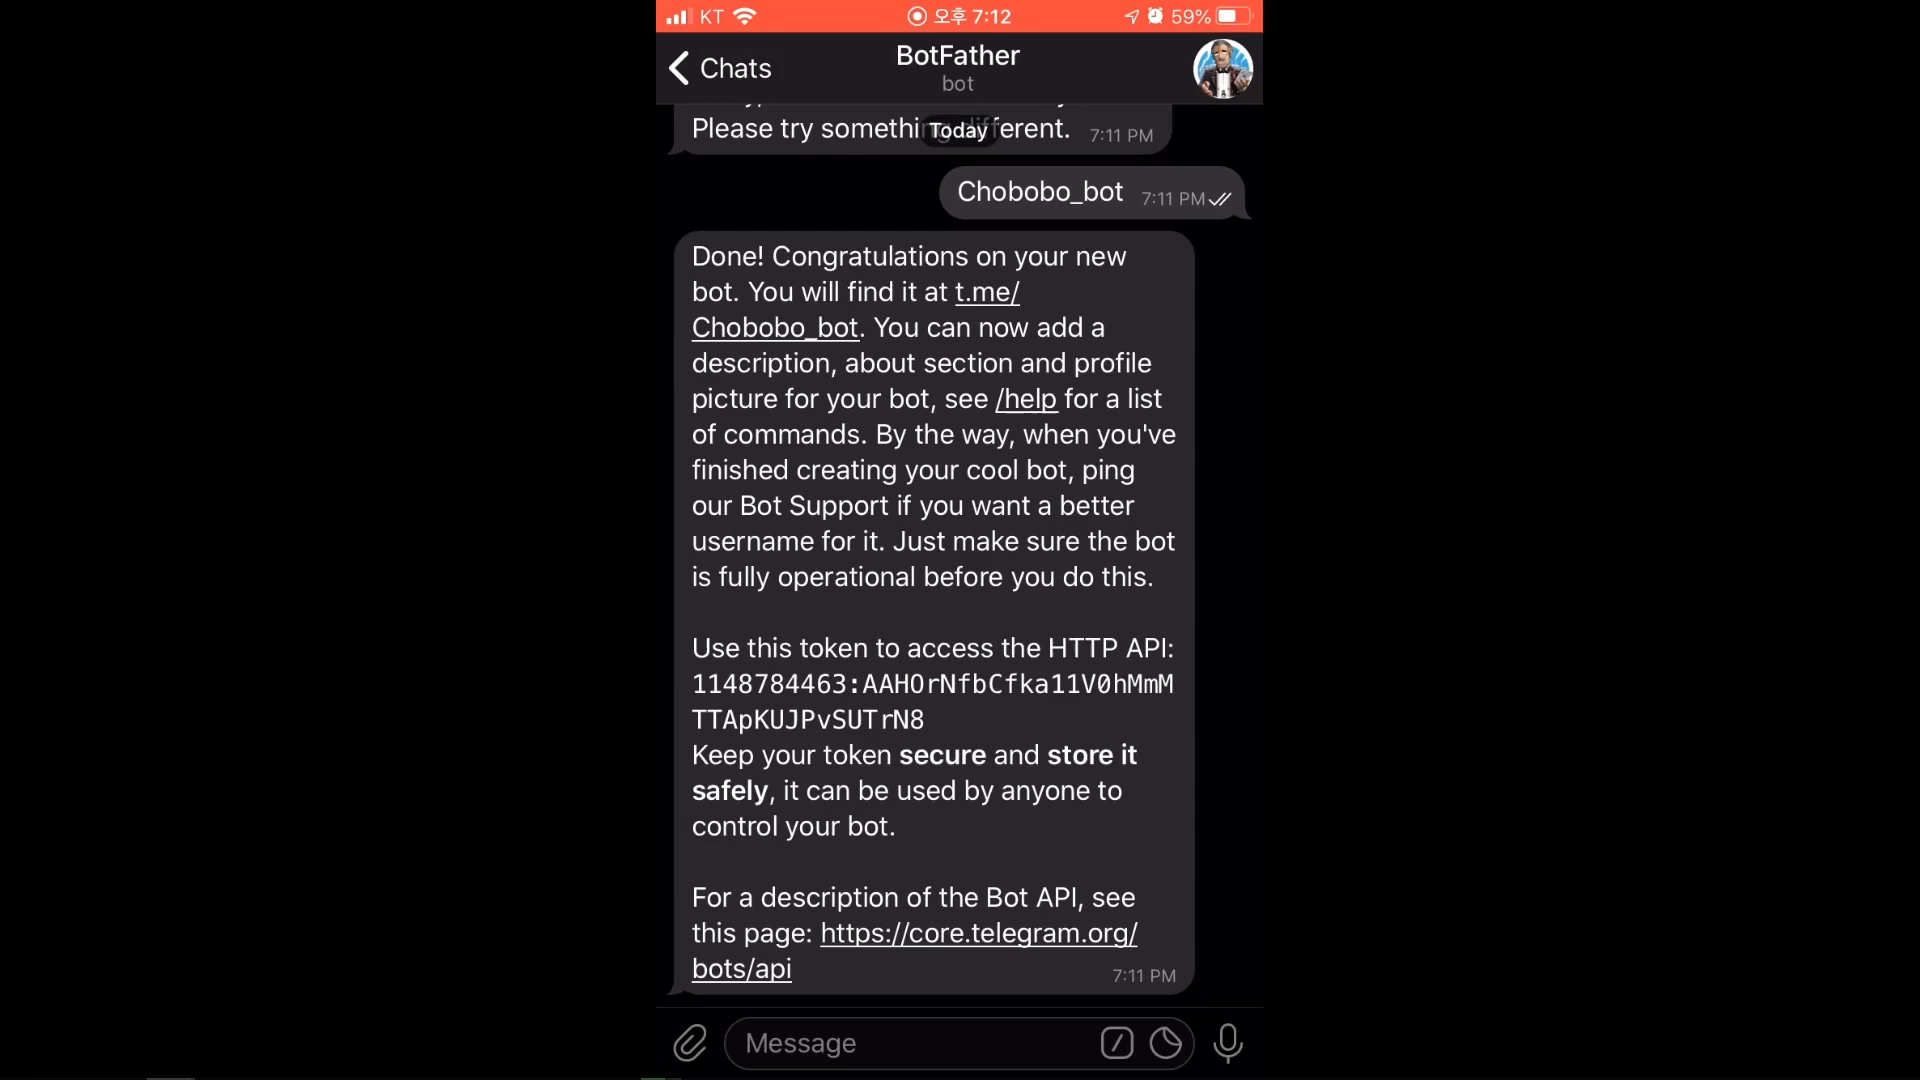 KT 오후 7:12 59%
Chats
BotFather
bot
Please try something different. 7:11 PM
Today
Chobobo_bot 7:11 PM
Done! Congratulations on your new
bot. You will find it at t.me/
Chobobo_bot. You can now add a
description, about section and profile
picture for your bot, see /help for a list
of commands. By the way, when you've
finished creating your cool bot, ping
our Bot Support if you want a better
username for it. Just make sure the bot
is fully operational before you do this.
Use this token to access the HTTP API:
1148784463:AAHOrNfbCfka11V0hMmM
TTApKUJPvSUTrN8
Keep your token secure and store it
safely, it can be used by anyone to
control your bot.
For a description of the Bot API, see
this page: https://core.telegram.org/
bots/api 7:11 PM
Message